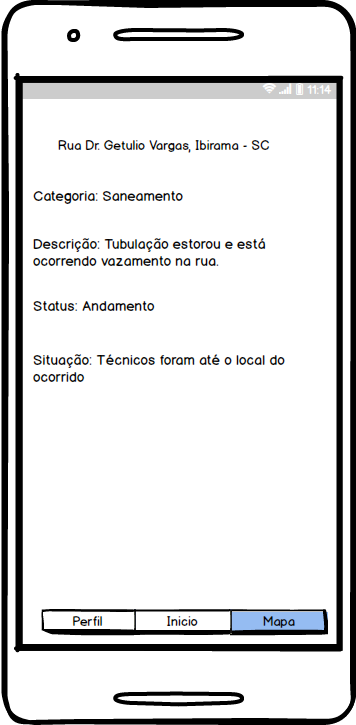 11:14
Rua Dr. Getulio Vargas, Ibirama - SC
Categoria: Saneamento
Descrição: Tubulação estorou e está
ocorrendo vazamento na rua.
Status: Andamento
Situação: Técnicos foram até o local do
ocorrido
Perfil Inicio Mapa